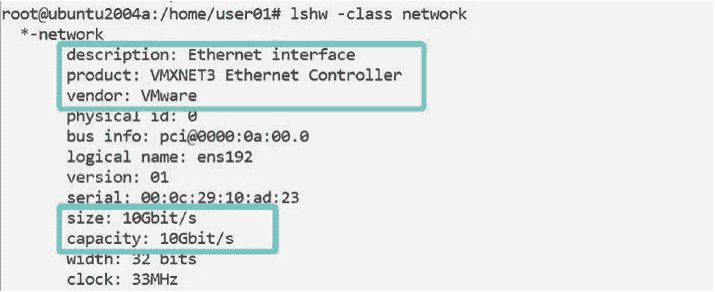 root@ubuntu2004a:/home/user01# lshw -class network
*-network
description: Ethernet interface
product: VMXNET3 Ethernet Controller
vendor: VMware
physical id: 0
bus info: pci@0000:0a:00.0
logical name: ens192
version: 01
serial: 00:0c:29:10:ad:23
size: 10Gbit/s
capacity: 10Gbit/s
width: 32 bits
clock: 33MHz